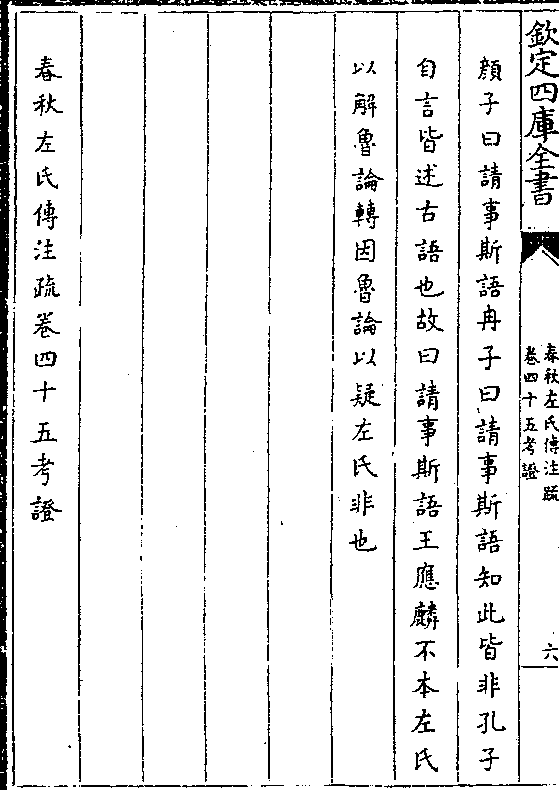 欽定四庫全書
春秋左氏傳注疏
卷四十五考證
六
顏子曰請事斯語冉子曰請事斯語知此皆非孔子
自言皆述古語也故曰請事斯語王應麟不本左氏
以解魯論轉因魯論以疑左氏非也
春秋左氏傳注疏卷四十五考證